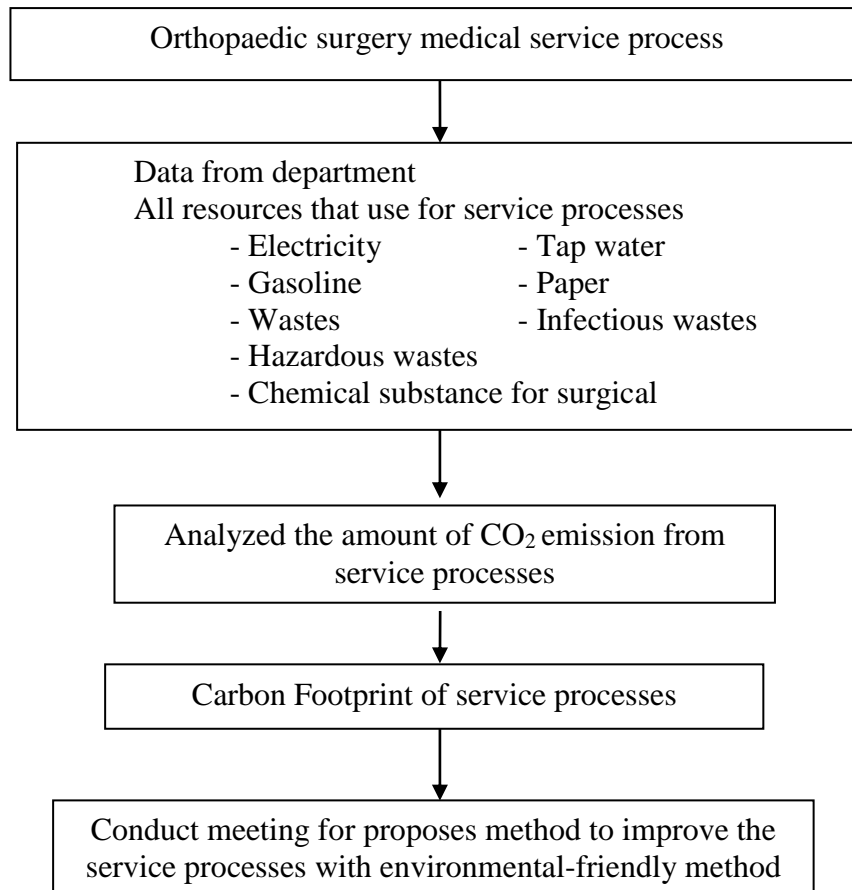 Orthopaedic surgery medical service process
Data from department
All resources that use for service processes
- Electricity - Tap water
- Gasoline - Paper
- Wastes - Infectious wastes
- Hazardous wastes
- Chemical substance for surgical
Analyzed the amount of CO₂ emission from
service processes
Carbon Footprint of service processes
Conduct meeting for proposes method to improve the
service processes with environmental-friendly method